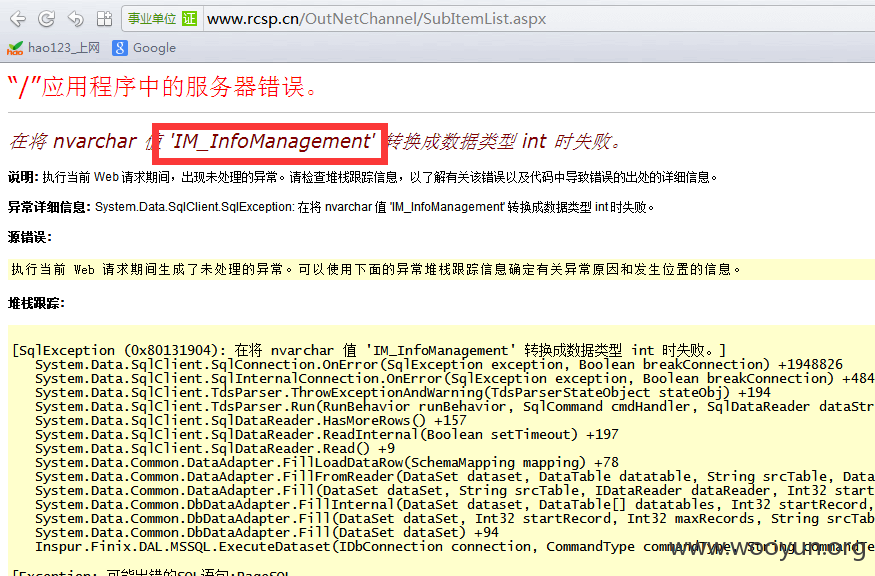 事业单位 证 www.rcsp.cn/OutNetChannel/SubItemList.aspx
hao123_上网 Google
“/”应用程序中的服务器错误。
在将 nvarchar 值 'IM_InfoManagement' 转换成数据类型 int 时失败。
说明: 执行当前 Web 请求期间，出现未处理的异常。请检查堆栈跟踪信息，以了解有关该错误以及代码中导致错误的出处的详细信息。
异常详细信息: System.Data.SqlClient.SqlException: 在将 nvarchar 值 'IM_InfoManagement' 转换成数据类型 int 时失败。
源错误:
执行当前 Web 请求期间生成了未处理的异常。可以使用下面的异常堆栈跟踪信息确定有关异常原因和发生位置的信息。
堆栈跟踪:
[SqlException (0x80131904): 在将 nvarchar 值 'IM_InfoManagement' 转换成数据类型 int 时失败。]
System.Data.SqlClient.SqlConnection.OnError(SqlException exception, Boolean breakConnection) +1948826
System.Data.SqlClient.SqlInternalConnection.OnError(SqlException exception, Boolean breakConnection) +484
System.Data.SqlClient.TdsParser.ThrowExceptionAndWarning(TdsParserStateObject stateObj) +194
System.Data.SqlClient.TdsParser.Run(RunBehavior runBehavior, SqlCommand cmdHandler, SqlDataReader dataStr
System.Data.SqlClient.SqlDataReader.HasMoreRows() +157
System.Data.SqlClient.SqlDataReader.ReadInternal(Boolean setTimeout) +197
System.Data.SqlClient.SqlDataReader.Read() +9
System.Data.Common.DataAdapter.FillLoadDataRow(SchemaMapping mapping) +78
System.Data.Common.DataAdapter.FillFromReader(DataSet dataset, DataTable datatable, String srcTable, Data
System.Data.Common.DataAdapter.Fill(DataSet dataSet, String srcTable, IDataReader dataReader, Int32 start
System.Data.Common.DbDataAdapter.FillInternal(DataSet dataset, DataTable[] datatables, Int32 startRecord,
System.Data.Common.DbDataAdapter.Fill(DataSet dataSet, Int32 startRecord, Int32 maxRecords, String srcTab
System.Data.Common.DbDataAdapter.Fill(DataSet dataSet) +94
Inspur.Finix.DAL.MSSQL.ExecuteDataset(IDbConnection connection, CommandType commandType, String commandTe
www.wooyun.org
[Exception: 可能出错的SQL语句:PageSQL